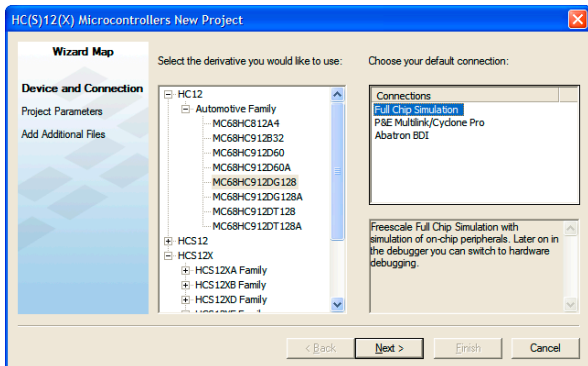 HC(S)12(X) Microcontrollers New Project
Wizard Map
Device and Connection
Project Parameters
Add Additional Files
Select the derivative you would like to use:
HC12
Automotive Family
MC68HC812A4
MC68HC912B32
MC68HC912D60
MC68HC912D60A
MC68HC912DG128
MC68HC912DG128A
MC68HC912DT128
MC68HC912DT128A
HCS12
HCS12X
HCS12XA Family
HCS12XB Family
HCS12XD Family
Choose your default connection:
Connections
Full Chip Simulation
P&E Multilink/Cyclone Pro
Abatron BDI
Freescale Full Chip Simulation with
simulation of on-chip peripherals. Later on in
the debugger you can switch to hardware
debugging.
< Back
Next >
Finish
Cancel